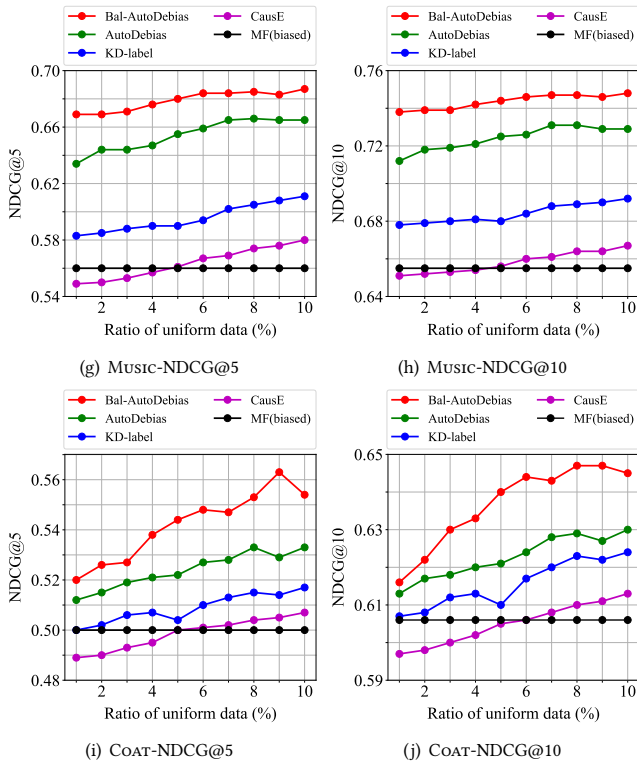 Bal-AutoDebias
AutoDebias
KD-label
CausE
MF(biased)
0.70
0.66
0.62
0.58
0.54
NDCG@5
2 4 6 8 10
Ratio of uniform data (%)
(g) Music-NDCG@5
Bal-AutoDebias
AutoDebias
KD-label
CausE
MF(biased)
0.76
0.72
0.68
0.64
NDCG@10
2 4 6 8 10
Ratio of uniform data (%)
(h) Music-NDCG@10
Bal-AutoDebias
AutoDebias
KD-label
CausE
MF(biased)
0.56
0.54
0.52
0.50
0.48
NDCG@5
2 4 6 8 10
Ratio of uniform data (%)
(i) Coat-NDCG@5
Bal-AutoDebias
AutoDebias
KD-label
CausE
MF(biased)
0.65
0.63
0.61
0.59
NDCG@10
2 4 6 8 10
Ratio of uniform data (%)
(j) Coat-NDCG@10